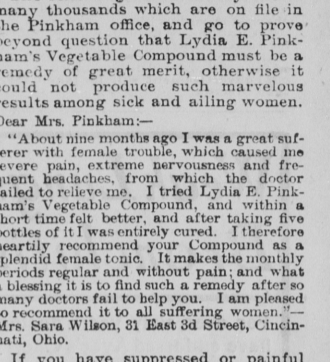 many thousands which are on file in
the Pinkham office, and go to prove
beyond question that Lydia E. Pink-
ham's Vegetable Compound must be a
remedy of great merit, otherwise it
could not produce such marvelous
results among sick and ailing women.
Dear Mrs. Pinkham:—
"About nine months ago I was a great suf-
ferer with female trouble, which caused me
severe pain, extreme nervousness and fre-
quent headaches, from which the doctor
failed to relieve me. I tried Lydia E. Pink-
ham's Vegetable Compound, and within a
short time felt better, and after taking five
bottles of it I was entirely cured. I therefore
heartily recommend your Compound as a
splendid female tonic. It makes the monthly
periods regular and without pain; and what
a blessing it is to find such a remedy after so
many doctors fail to help you. I am pleased
to recommend it to all suffering women."—
Mrs. Sara Wilson, 31 East 3d Street, Cincin-
nati, Ohio.
If you have suppressed or painful